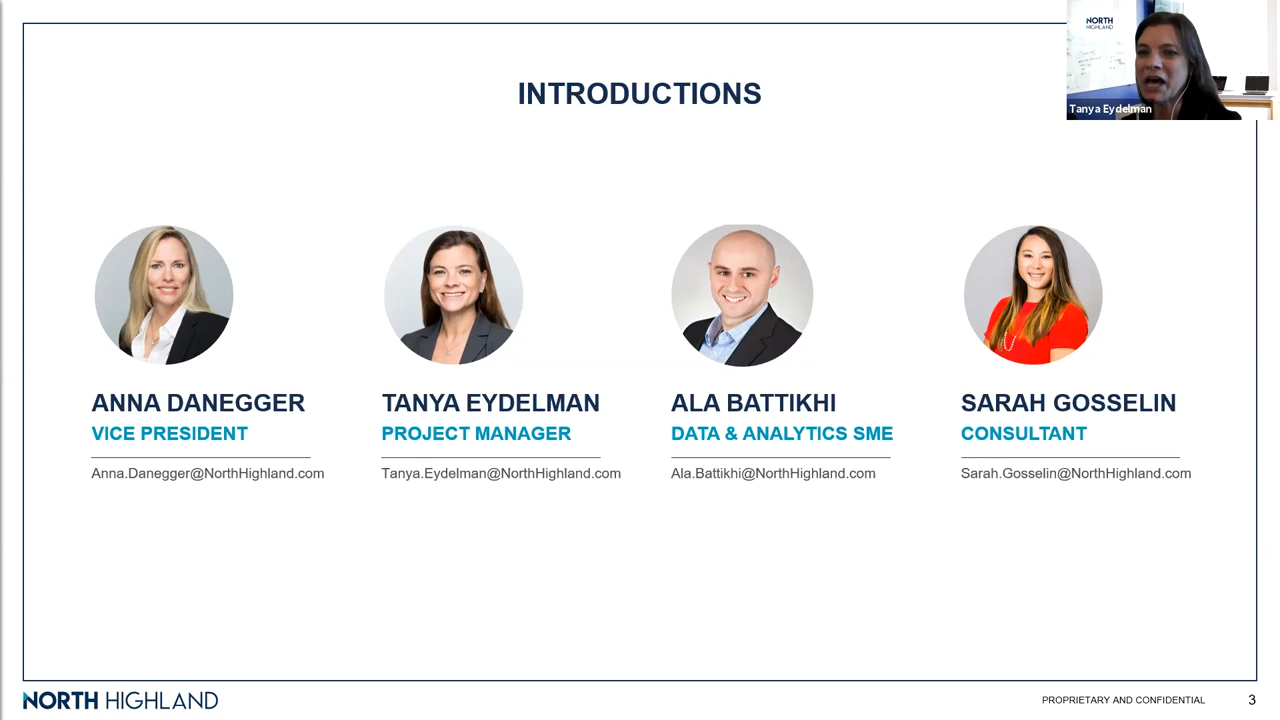 NORTH
HIGHLAND
Tanya Eydelman
INTRODUCTIONS
ANNA DANEGGER
VICE PRESIDENT
Anna.Danegger@NorthHighland.com
TANYA EYDELMAN
PROJECT MANAGER
Tanya.Eydelman@NorthHighland.com
ALA BATTIKHI
DATA & ANALYTICS SME
Ala.Battikhi@NorthHighland.com
SARAH GOSSELIN
CONSULTANT
Sarah.Gosselin@NorthHighland.com
NORTH HIGHLAND
PROPRIETARY AND CONFIDENTIAL
3